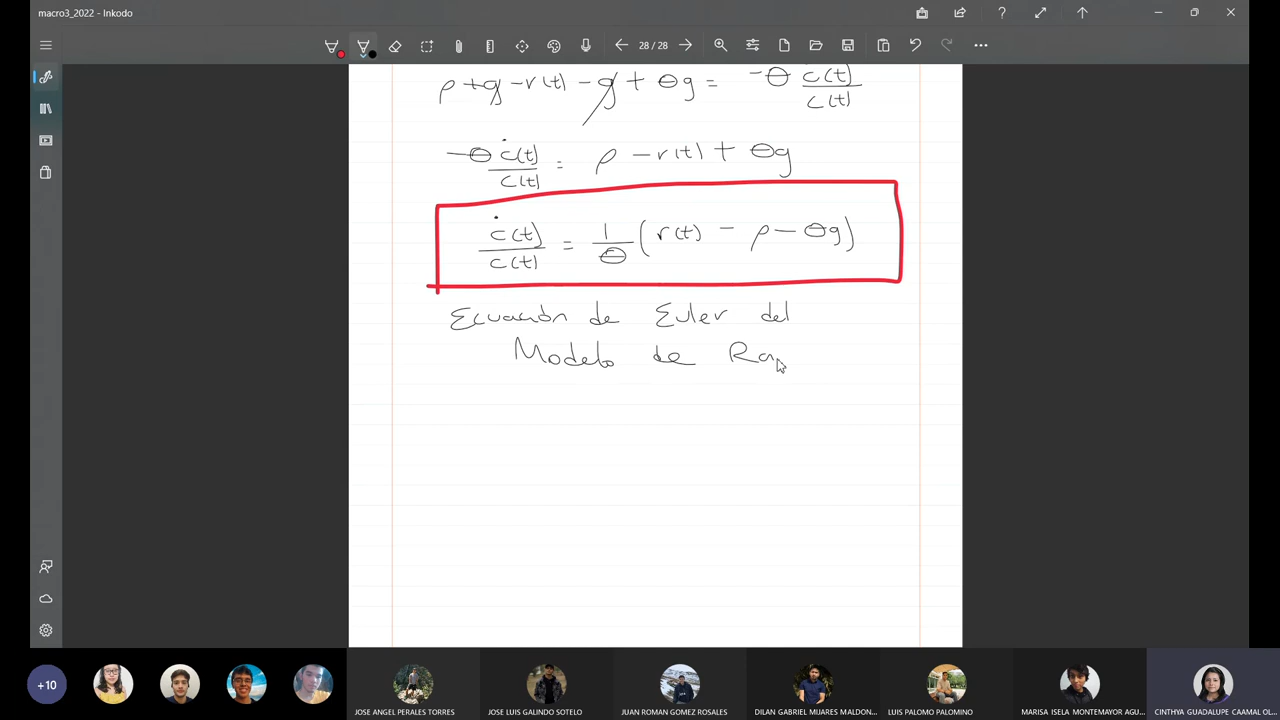 macro3_2022 - Inkodo
28 / 28
ρ + g - r(t) - g + θg = -θ ċ(t)/c(t)
-θ ċ(t)/c(t) = ρ - r(t) + θg
ċ(t)/c(t) = 1/θ (r(t) - ρ - θg)
Ecuación de Euler del
Modelo de Ra
+10
JOSE ANGEL PERALES TORRES
JOSE LUIS GALINDO SOTELO
JUAN ROMAN GOMEZ ROSALES
DILAN GABRIEL MIJARES MALDON...
LUIS PALOMO PALOMINO
MARISA ISELA MONTEMAYOR AGU...
CINTHYA GUADALUPE CAAMAL OL...